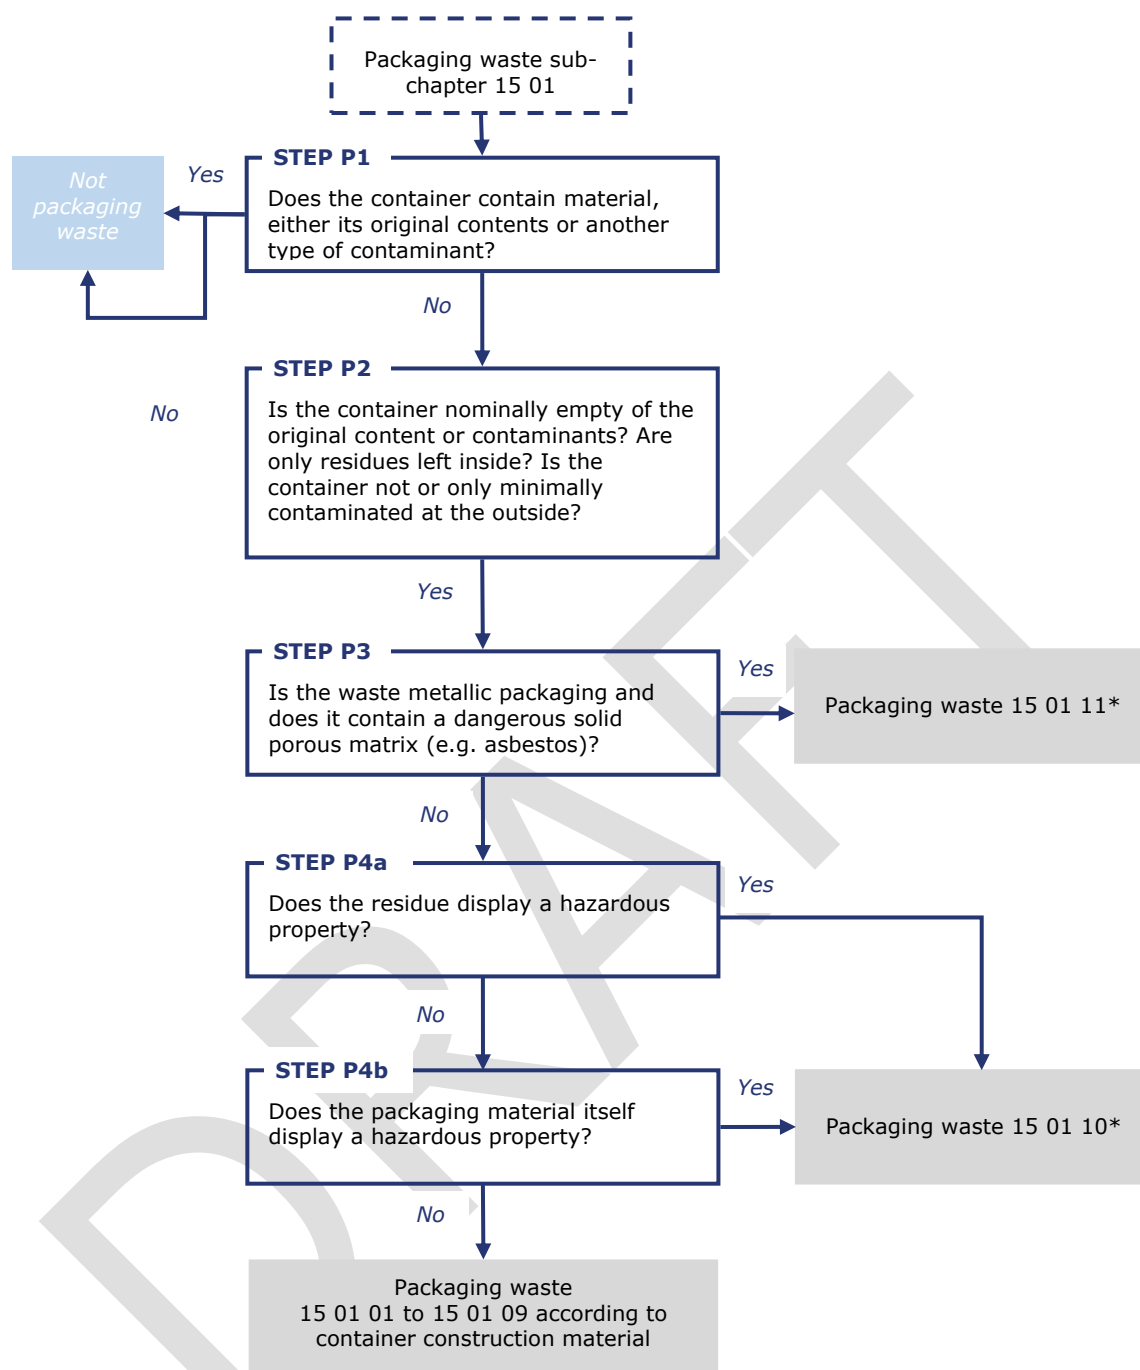 Packaging waste sub-
chapter 15 01
STEP P1
Not
packaging
waste
Yes
Does the container contain material,
either its original contents or another
type of contaminant?
No
STEP P2
No
Is the container nominally empty of the
original content or contaminants? Are
only residues left inside? Is the
container not or only minimally
contaminated at the outside?
Yes
STEP P3
Yes
Is the waste metallic packaging and
does it contain a dangerous solid
porous matrix (e.g. asbestos)?
Packaging waste 15 01 11*
No
STEP P4a
Yes
Does the residue display a hazardous
property?
No
STEP P4b
Yes
Does the packaging material itself
display a hazardous property?
Packaging waste 15 01 10*
No
Packaging waste
15 01 01 to 15 01 09 according to
container construction material
DRAFT